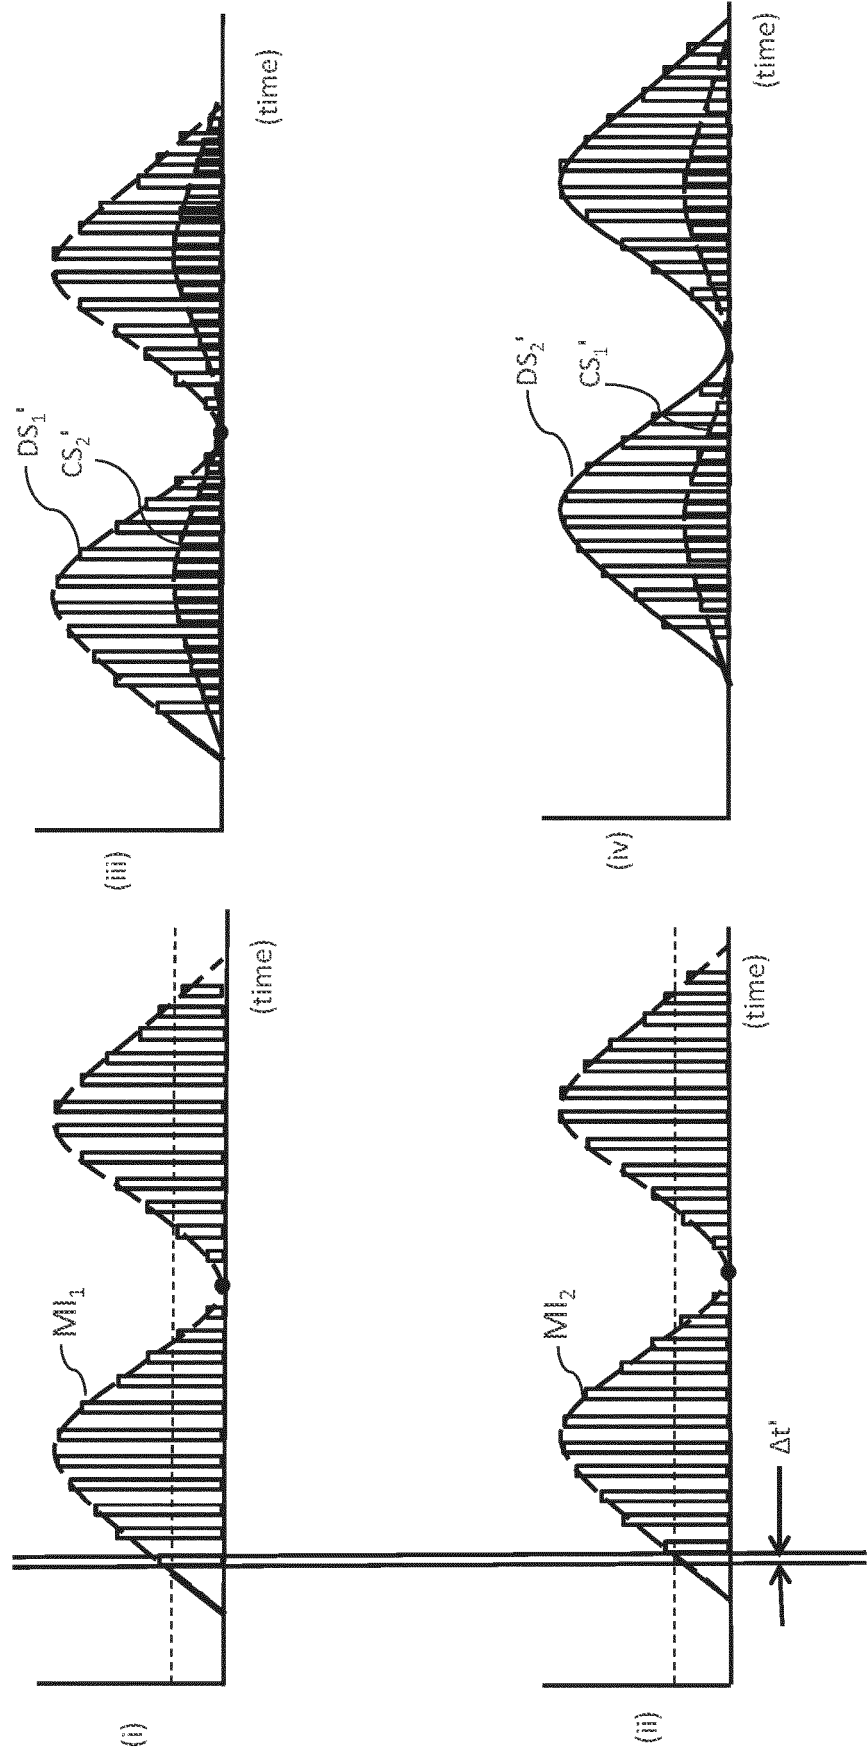 (i)
MI₁
(time)
(ii)
MI₂
Δt'
(time)
(iii)
DS₁'
CS₂'
(time)
(iv)
DS₂'
CS₁'
(time)